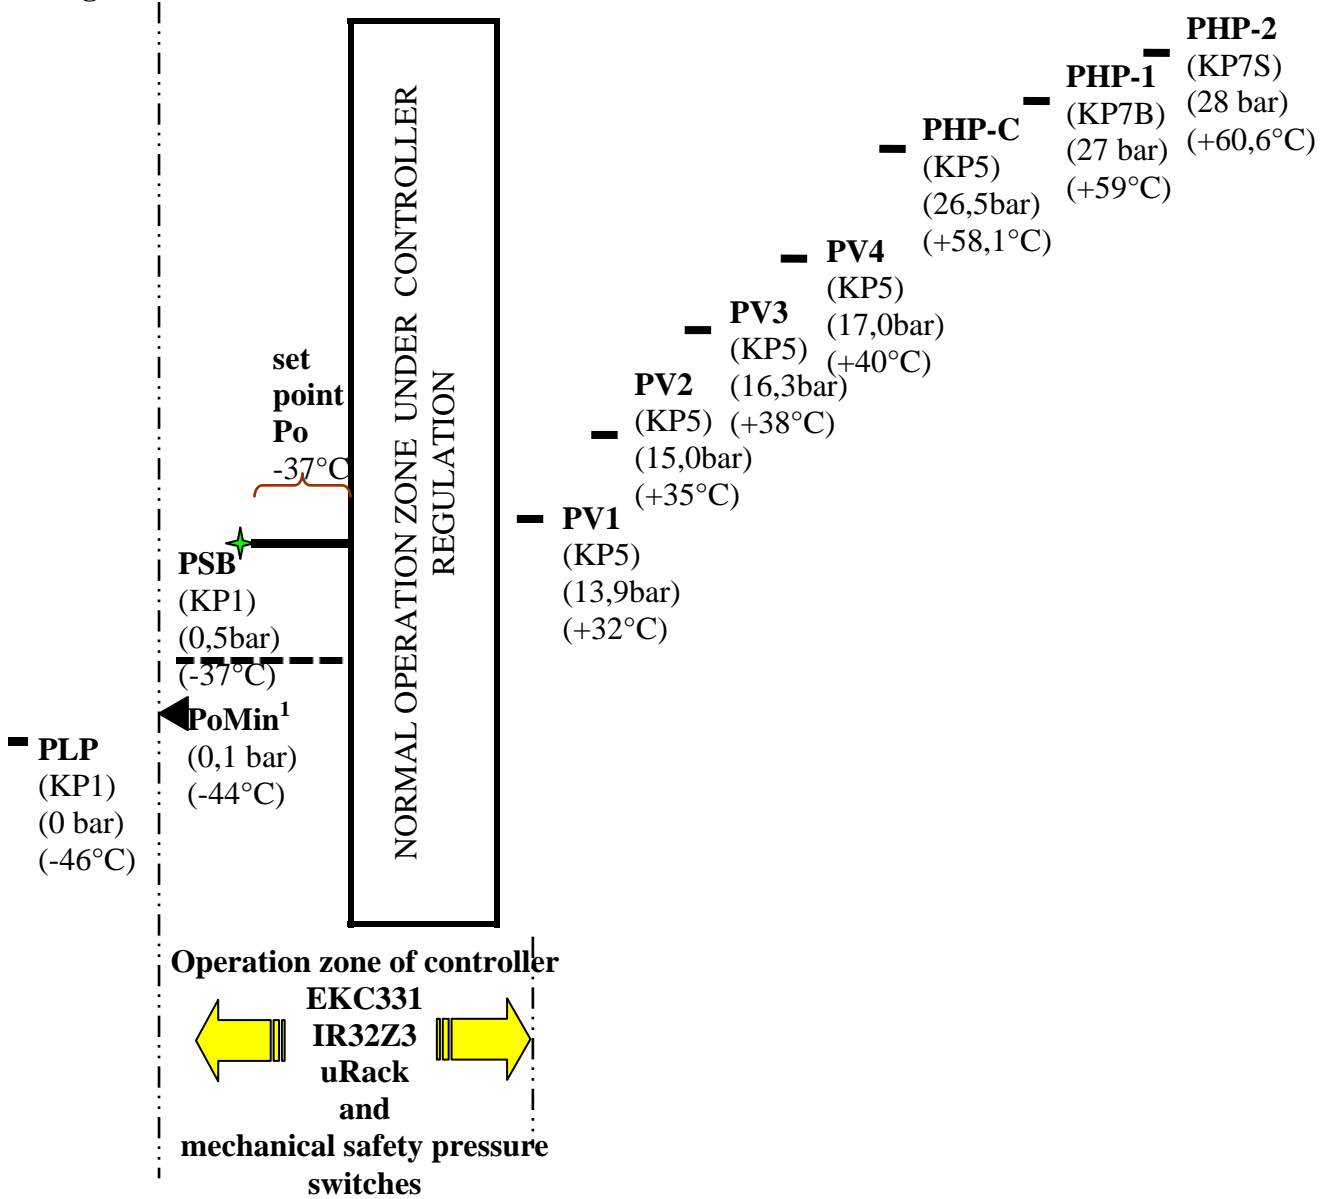 PHP-2
(KP7S)
(28 bar)
(+60,6°C)
PHP-1
(KP7B)
(27 bar)
(+59°C)
PHP-C
(KP5)
(26,5bar)
(+58,1°C)
PV4
(KP5)
(17,0bar)
(+40°C)
PV3
(KP5)
(16,3bar)
(+38°C)
PV2
(KP5)
(15,0bar)
(+35°C)
PV1
(KP5)
(13,9bar)
(+32°C)
NORMAL OPERATION ZONE UNDER CONTROLLER
REGULATION
set
point
Po
-37°C
PSB
(KP1)
(0,5bar)
(-37°C)
PoMin¹
(0,1 bar)
(-44°C)
PLP
(KP1)
(0 bar)
(-46°C)
Operation zone of controller
EKC331
IR32Z3
uRack
and
mechanical safety pressure
switches